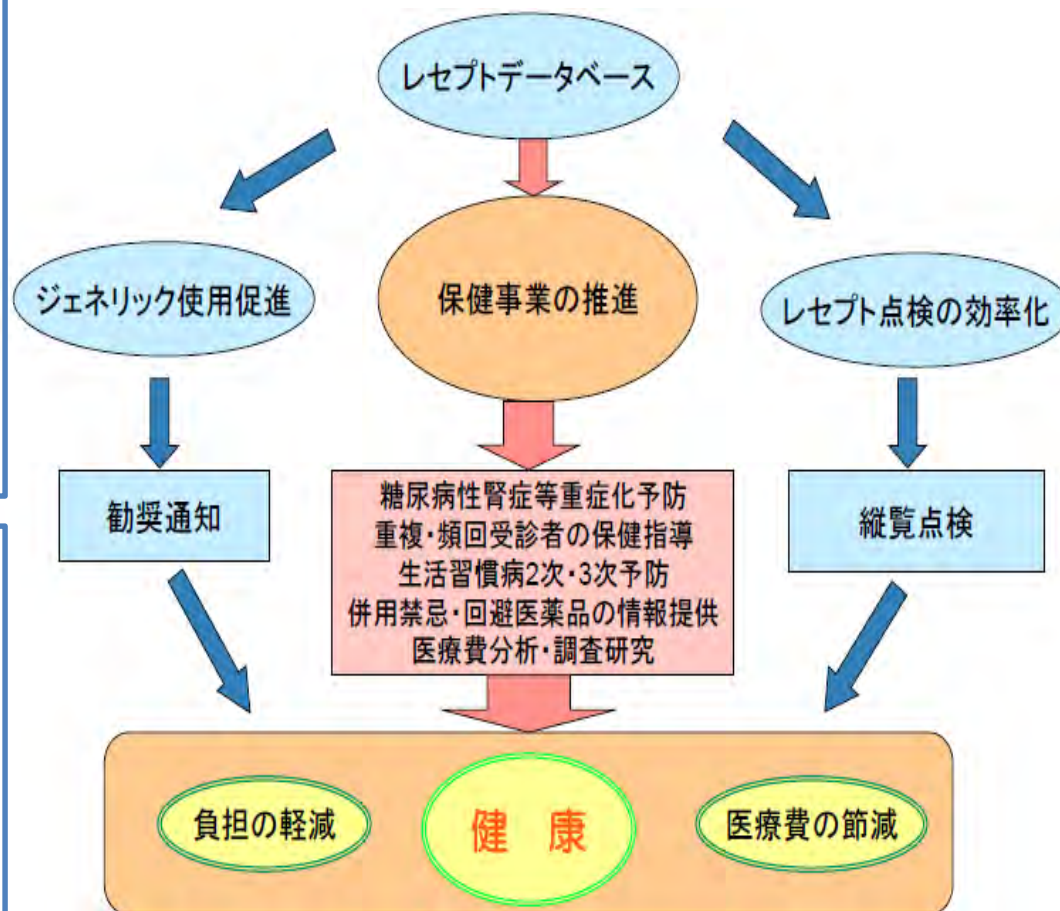 レセプトデータベース
ジェネリック使用促進
保健事業の推進
レセプト点検の効率化
勧奨通知
糖尿病性腎症等重症化予防
重複・頻回受診者の保健指導
生活習慣病2次・3次予防
併用禁忌・回避医薬品の情報提供
医療費分析・調査研究
縦覧点検
負担の軽減
健 康
医療費の節減